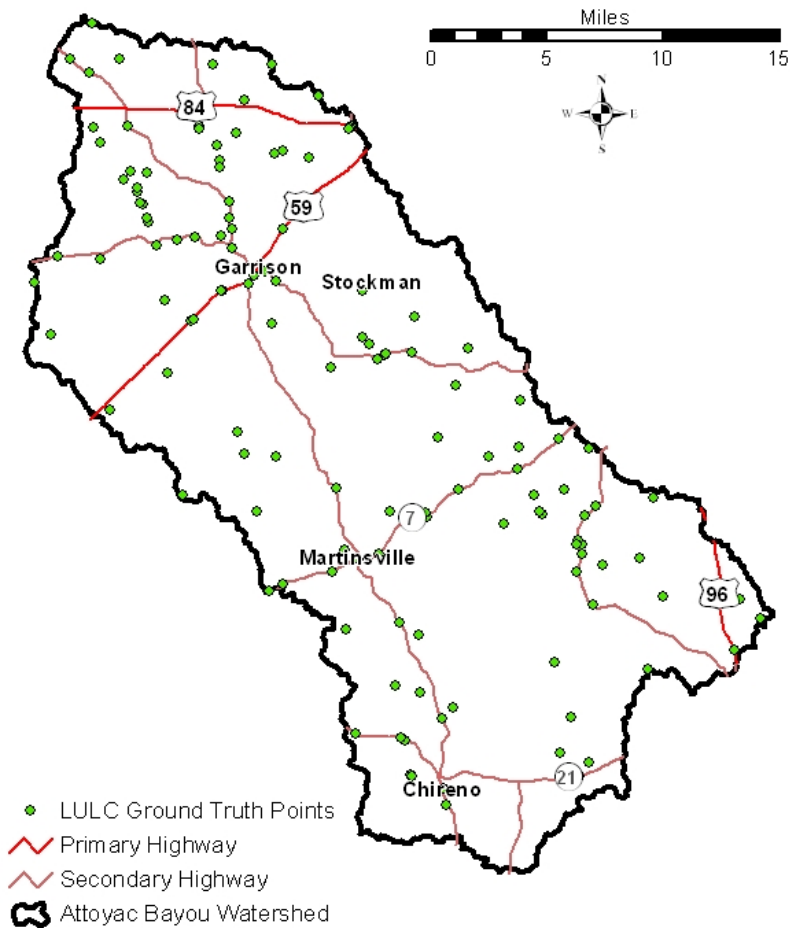 Miles
0 5 10 15
N
W E
S
84
59
Garrison
Stockman
7
Martinsville
96
21
Chireno
LULC Ground Truth Points
Primary Highway
Secondary Highway
Attoyac Bayou Watershed